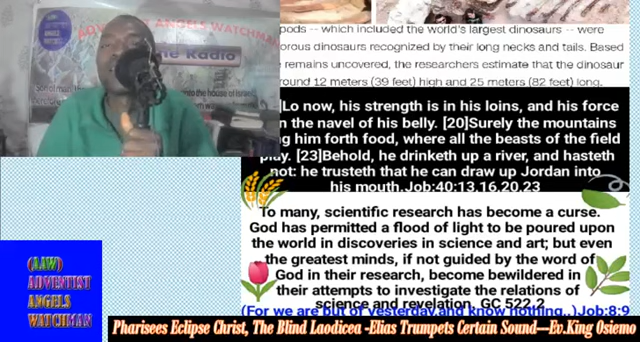 (AAW)
ADVENTIST
ANGELS
WATCHMAN
pods -- which included the world's largest dinosaurs -- were
orous dinosaurs recognized by their long necks and tails. Based
remains uncovered, the researchers estimate that the dinosaur
round 12 meters (39 feet) high and 25 meters (82 feet) long.
]Lo now, his strength is in his loins, and his force
n the navel of his belly. [20]Surely the mountains
g him forth food, where all the beasts of the field
play. [23]Behold, he drinketh up a river, and hasteth
not: he trusteth that he can draw up Jordan into
his mouth.Job:40:13,16,20,23
To many, scientific research has become a curse.
God has permitted a flood of light to be poured upon
the world in discoveries in science and art; but even
the greatest minds, if not guided by the word of
God in their research, become bewildered in
their attempts to investigate the relations of
science and revelation. GC 522.2
(For we are but of yesterday,and know nothing,.)Job:8:9
(AAW)
ADVENTIST
ANGELS
WATCHMAN
Pharisees Eclipse Christ, The Blind Laodicea -Elias Trumpets Certain Sound---Ev.King Osiemo